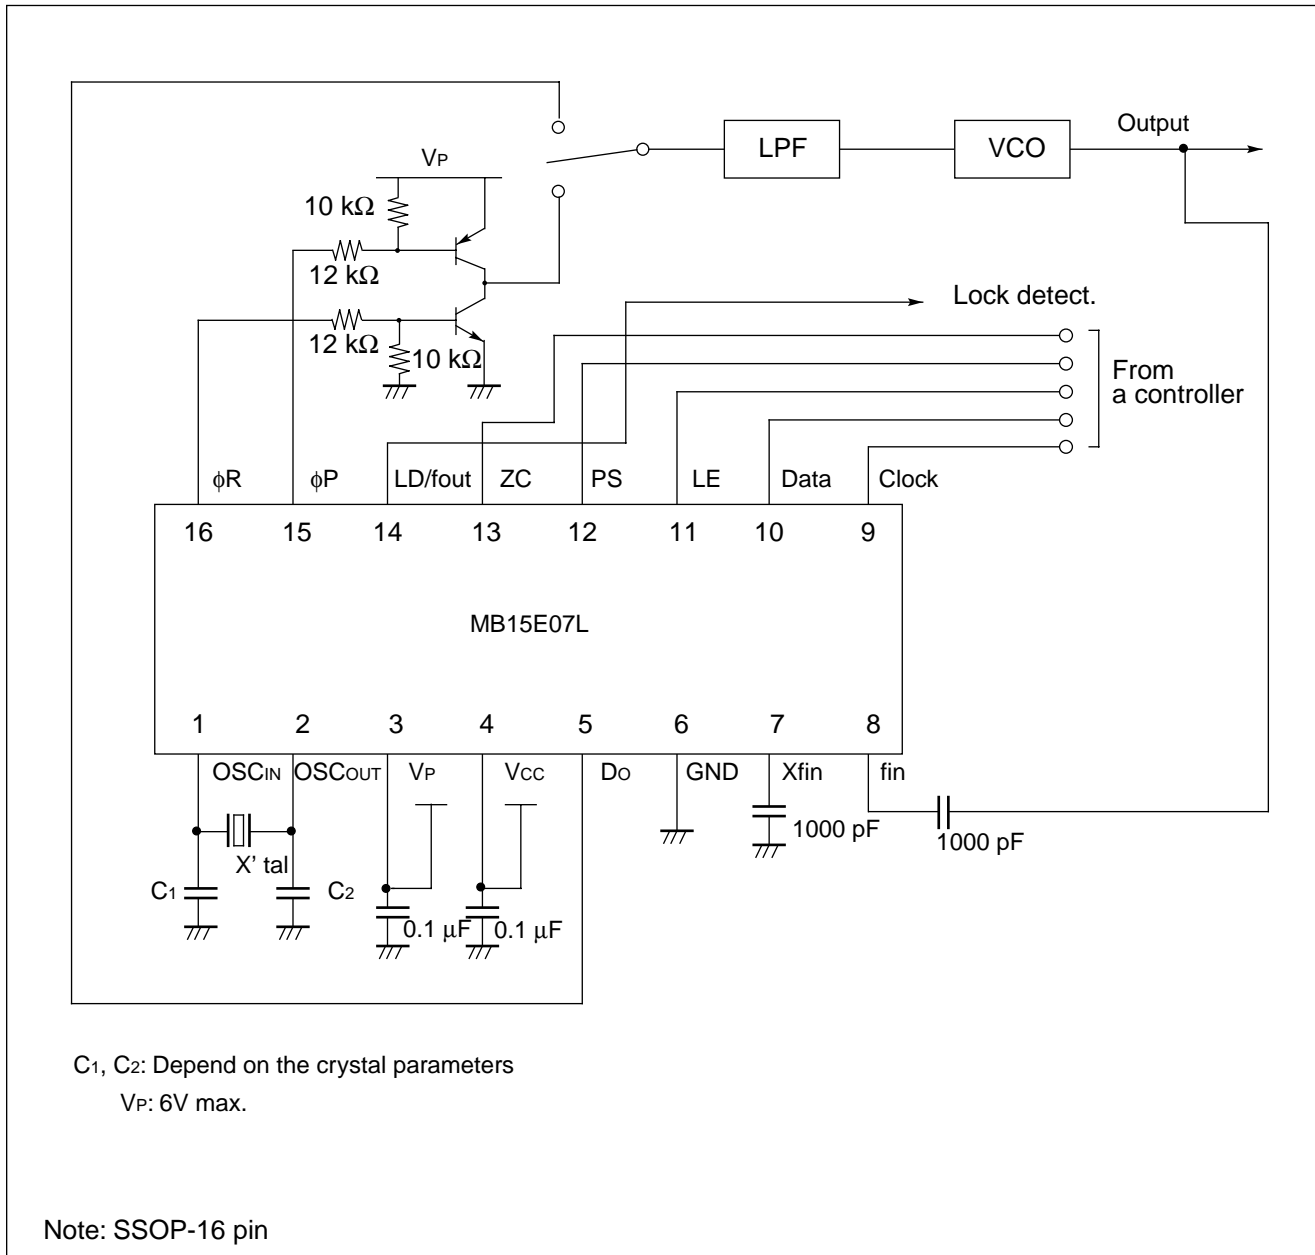 Output
LPF
VCO
VP
10 kΩ
12 kΩ
Lock detect.
12 kΩ
10 kΩ
From
a controller
φR
φP
LD/fout
ZC
PS
LE
Data
Clock
16 15 14 13 12 11 10 9
MB15E07L
1 2 3 4 5 6 7 8
OSCIN
OSCOUT
VP
VCC
DO
GND
Xfin
fin
1000 pF
1000 pF
X' tal
C1
C2
0.1 μF
0.1 μF
C1, C2: Depend on the crystal parameters
VP: 6V max.
Note: SSOP-16 pin